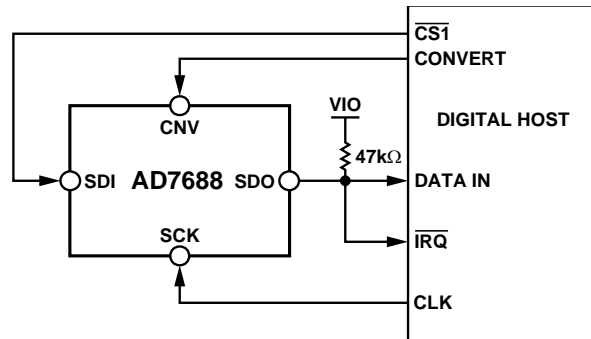 CS1
CONVERT
VIO
CNV
DIGITAL HOST
47kΩ
SDI
AD7688
SDO
DATA IN
SCK
IRQ
CLK